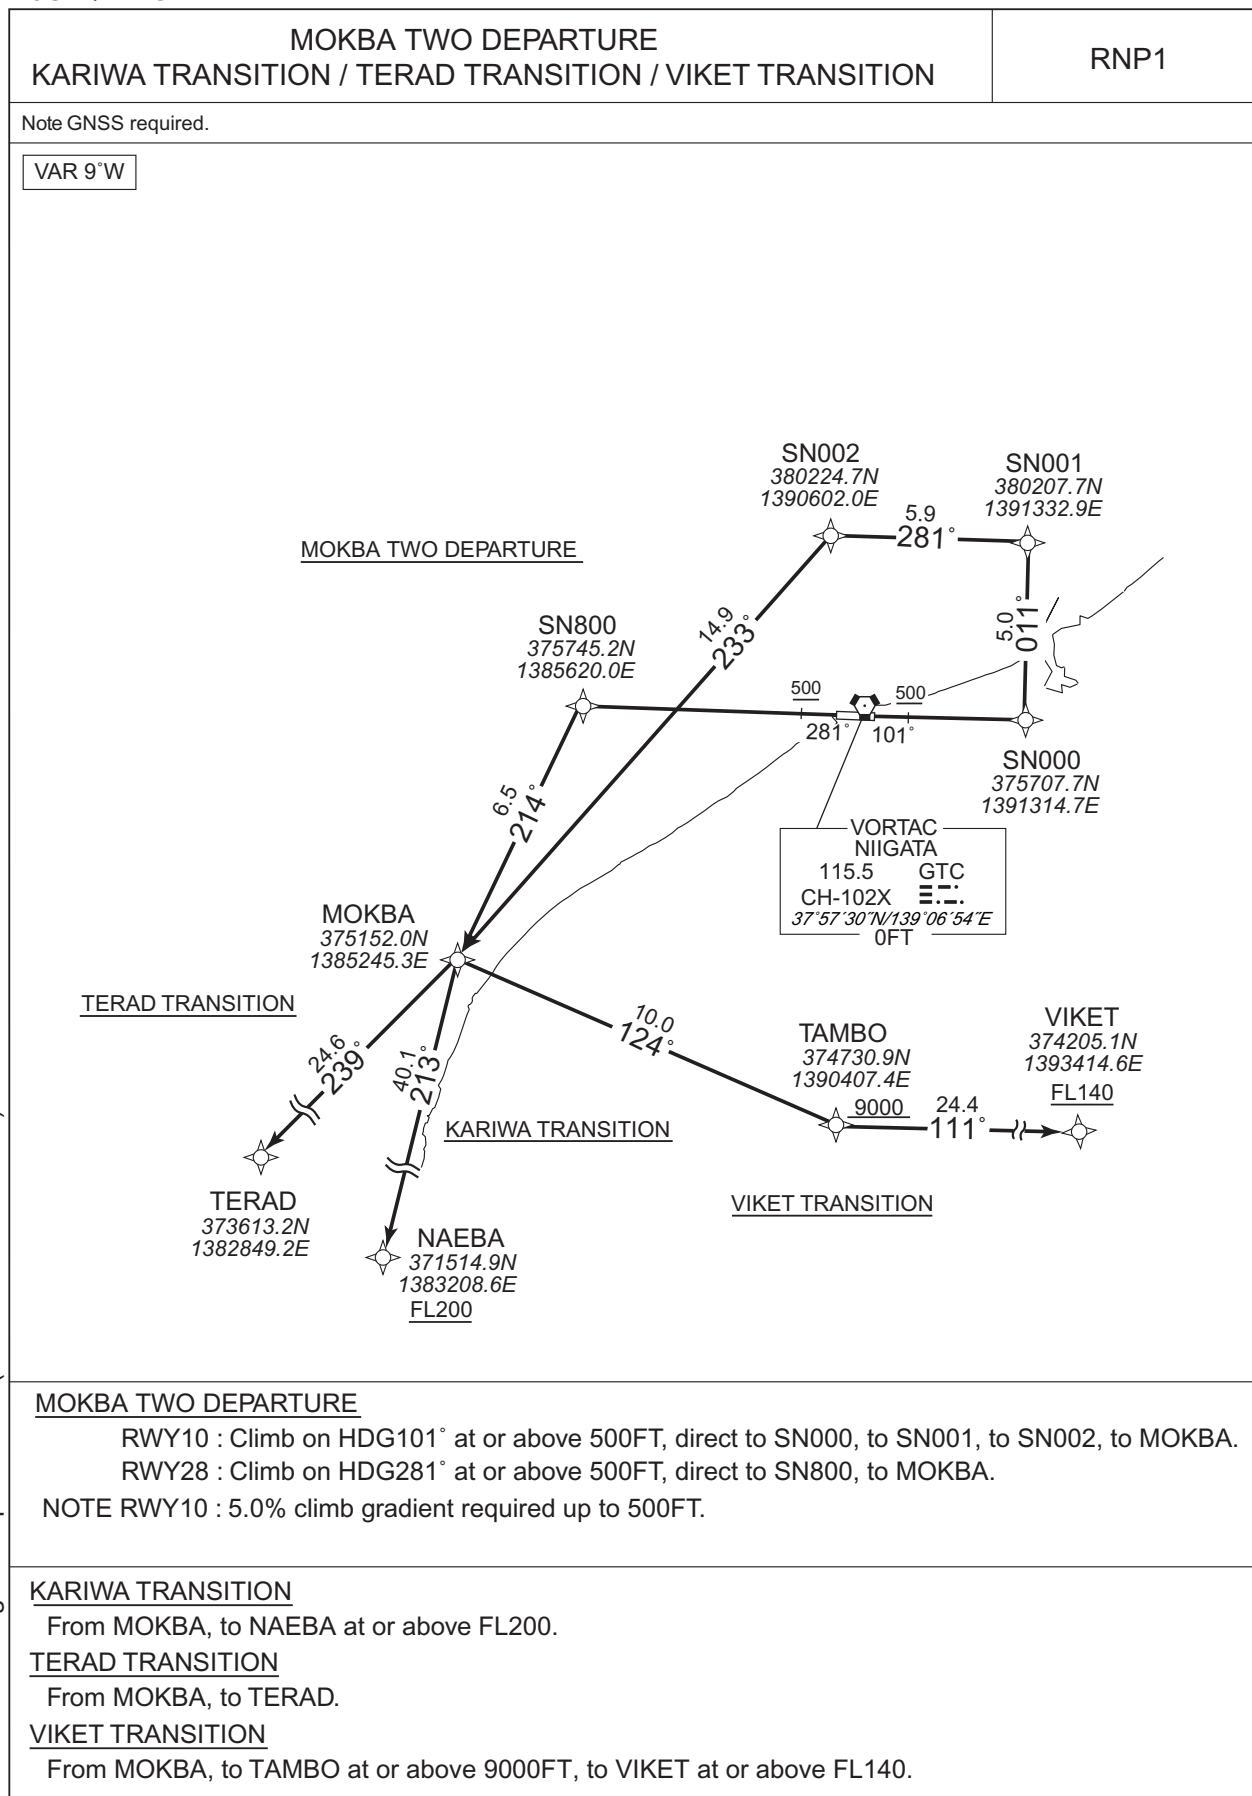 MOKBA TWO DEPARTURE
KARIWA TRANSITION / TERAD TRANSITION / VIKET TRANSITION
RNP1
Note GNSS required.
VAR 9°W
SN002
380224.7N
1390602.0E
SN001
380207.7N
1391332.9E
5.9
281°
MOKBA TWO DEPARTURE
14.9
233°
5.0
011°
SN800
375745.2N
1385620.0E
500
500
281°
101°
SN000
375707.7N
1391314.7E
6.5
214°
VORTAC
NIIGATA
115.5 GTC
CH-102X
37°57′30″N/139°06′54″E
0FT
MOKBA
375152.0N
1385245.3E
TERAD TRANSITION
10.0
124°
TAMBO
374730.9N
1390407.4E
9000
VIKET
374205.1N
1393414.6E
FL140
24.6
239°
40.1
213°
24.4
111°
KARIWA TRANSITION
VIKET TRANSITION
TERAD
373613.2N
1382849.2E
NAEBA
371514.9N
1383208.6E
FL200
MOKBA TWO DEPARTURE
RWY10 : Climb on HDG101° at or above 500FT, direct to SN000, to SN001, to SN002, to MOKBA.
RWY28 : Climb on HDG281° at or above 500FT, direct to SN800, to MOKBA.
NOTE RWY10 : 5.0% climb gradient required up to 500FT.
KARIWA TRANSITION
From MOKBA, to NAEBA at or above FL200.
TERAD TRANSITION
From MOKBA, to TERAD.
VIKET TRANSITION
From MOKBA, to TAMBO at or above 9000FT, to VIKET at or above FL140.